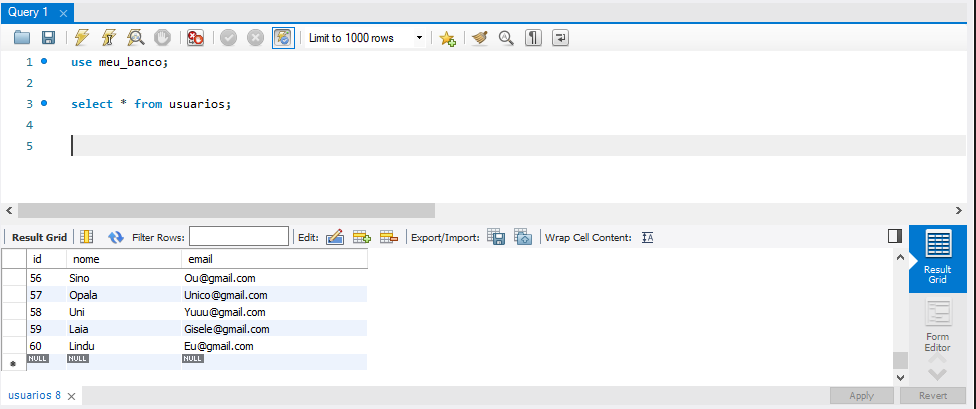 Query 1
Limit to 1000 rows
1 use meu_banco;
2
3 select * from usuarios;
4
5
Result Grid Filter Rows: Edit: Export/Import: Wrap Cell Content:
id nome email
56 Sino Ou@gmail.com
57 Opala Unico@gmail.com
58 Uni Yuuu@gmail.com
59 Laia Gisele@gmail.com
60 Lindu Eu@gmail.com
NULL NULL NULL
Result
Grid
Form
Editor
usuarios 8
Apply Revert